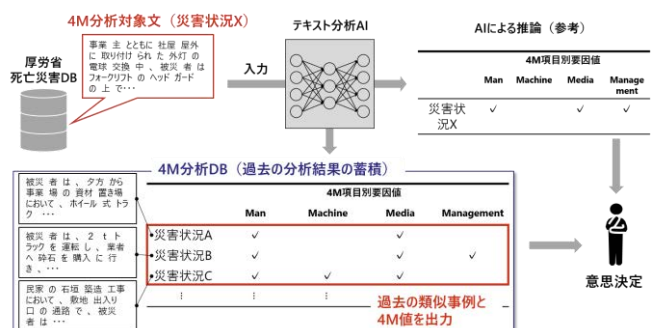 4M分析対象文（災害状況X）
事業 主 とともに 社屋 屋外
に 取り付け られ た 外灯 の
電球 交換 中 、 被災 者 は
フォークリフト の ヘッド ガード
の 上 で・・・
厚労省
死亡災害DB
入力
テキスト分析AI
AIによる推論（参考）
4M項目別要因値
Man Machine Media Manage
ment
災害状 ✓ ✓ ✓
況X
4M分析DB（過去の分析結果の蓄積）
4M項目別要因値
Man Machine Media Management
災害状況A ✓ ✓
災害状況B ✓ ✓ ✓
災害状況C ✓ ✓ ✓
⋮ ⋮ ⋮
過去の類似事例と
4M値を出力
被災 者 は 、 夕方 から
事業 場 の 資材 置き場
において 、 ホイール 式 トラ
ク ・・・
被災 者 は 、 2 t ト
ラック を 運転 し 、 業者
へ 砕石 を 購入 に 行
き 、・・・
民家 の 石垣 築造 工事
において 、 敷地 出入り
口 の 通路 で 、 被災
者 は ・・・
意思決定